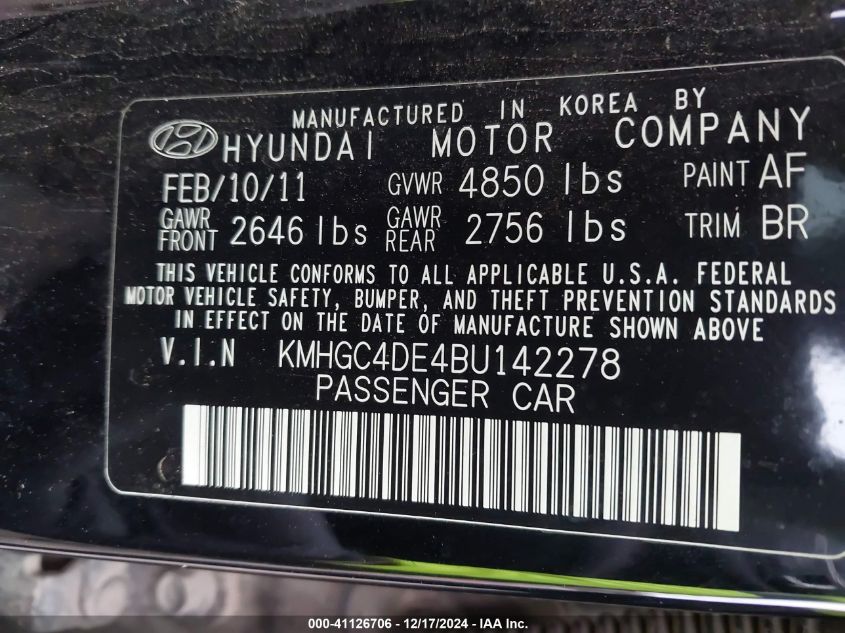 MANUFACTURED IN KOREA BY
HYUNDAI MOTOR COMPANY
FEB/10/11 GVWR 4850 lbs PAINT AF
GAWR FRONT 2646 lbs GAWR REAR 2756 lbs TRIM BR
THIS VEHICLE CONFORMS TO ALL APPLICABLE U.S.A. FEDERAL
MOTOR VEHICLE SAFETY, BUMPER, AND THEFT PREVENTION STANDARDS
IN EFFECT ON THE DATE OF MANUFACTURE SHOWN ABOVE
V.I.N KMHGC4DE4BU142278
PASSENGER CAR
000-41126706 - 12/17/2024 - IAA Inc.